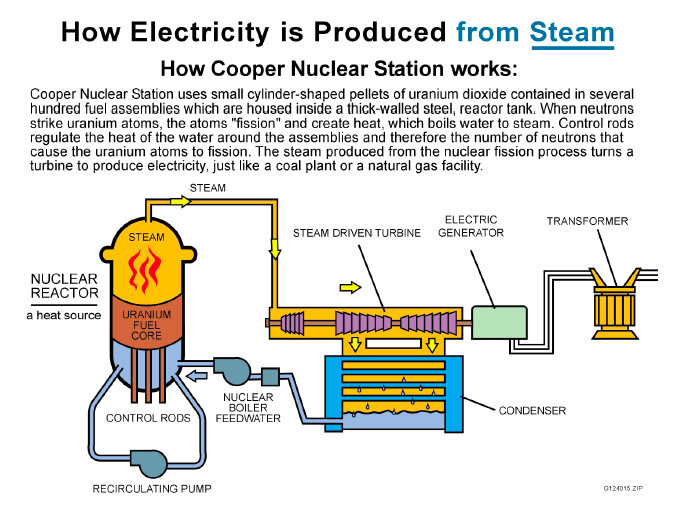 How Electricity is Produced from Steam
How Cooper Nuclear Station works:
Cooper Nuclear Station uses small cylinder-shaped pellets of uranium dioxide contained in several
hundred fuel assemblies which are housed inside a thick-walled steel, reactor tank. When neutrons
strike uranium atoms, the atoms "fission" and create heat, which boils water to steam. Control rods
regulate the heat of the water around the assemblies and therefore the number of neutrons that
cause the uranium atoms to fission. The steam produced from the nuclear fission process turns a
turbine to produce electricity, just like a coal plant or a natural gas facility.
STEAM
STEAM
STEAM DRIVEN TURBINE
ELECTRIC
GENERATOR
TRANSFORMER
NUCLEAR
REACTOR
a heat source
URANIUM
FUEL
CORE
CONTROL RODS
NUCLEAR
BOILER
FEEDWATER
CONDENSER
RECIRCULATING PUMP
G124015.ZIP